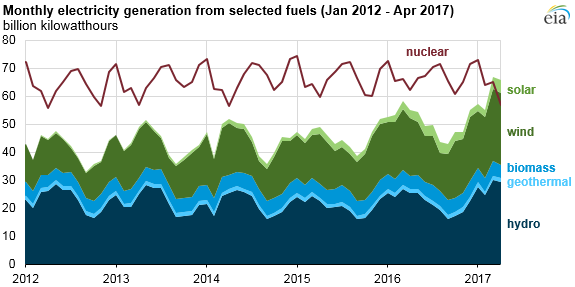 Monthly electricity generation from selected fuels (Jan 2012 - Apr 2017)
billion kilowatthours
eia
80
70
60
50
40
30
20
10
0
nuclear
solar
wind
biomass
geothermal
hydro
2012
2013
2014
2015
2016
2017